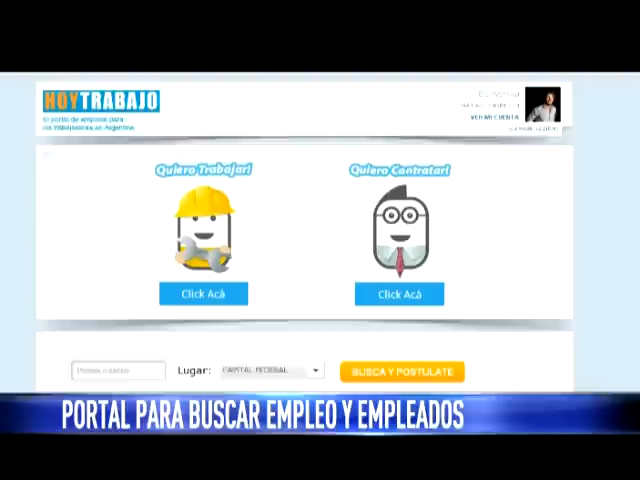 HOYTRABAJO
El portal de empleos para
los trabajadores en Argentina
VER MI CUENTA
Quiero Trabajar!
Quiero Contratar!
Click Acá
Click Acá
Lugar:
CAPITAL FEDERAL
BUSCA Y POSTULATE
PORTAL PARA BUSCAR EMPLEO Y EMPLEADOS